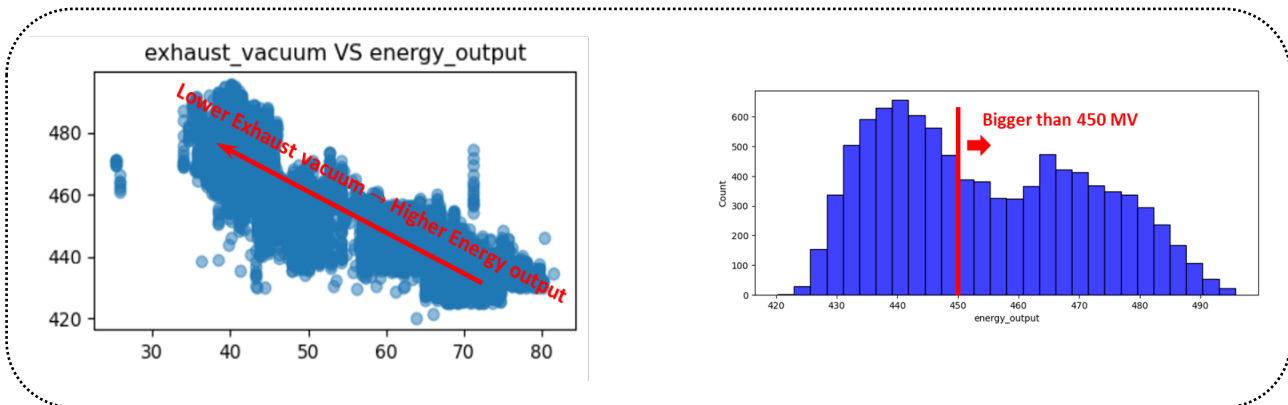 exhaust_vacuum VS energy_output
Lower Exhaust vacuum → Higher Energy output
480
460
440
420
30 40 50 60 70 80
Bigger than 450 MV
Count
600
500
400
300
200
100
0
420 430 440 450 460 470 480 490
energy_output